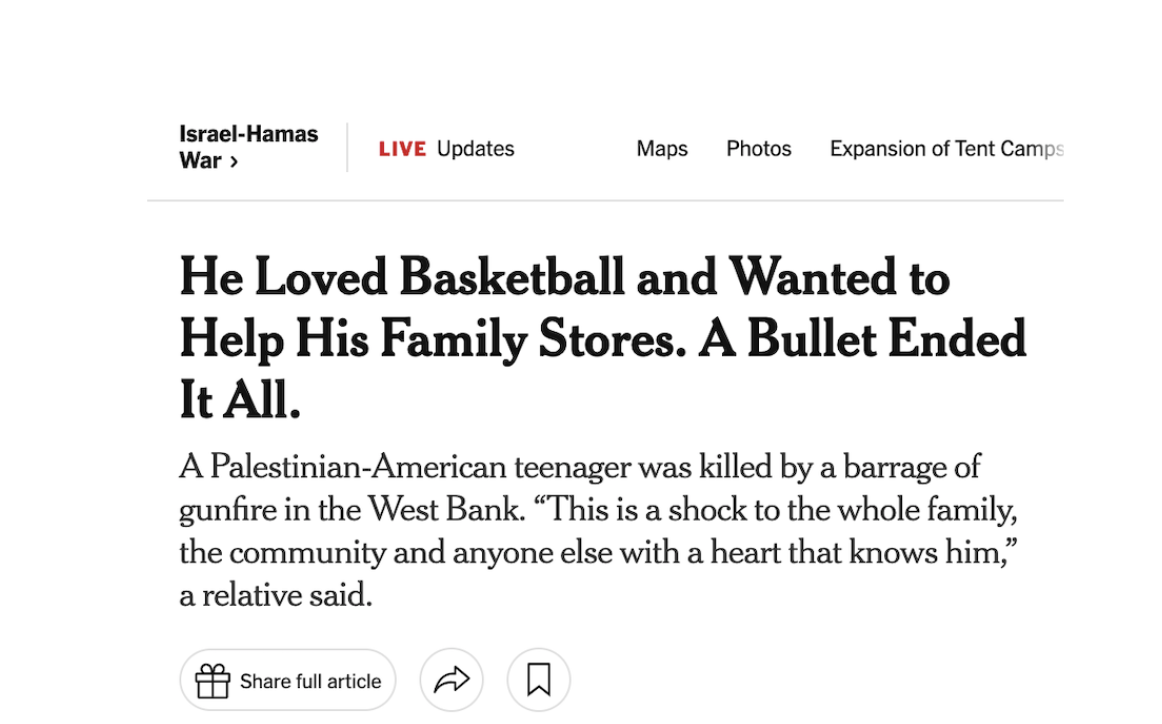 Israel-Hamas
War ›
LIVE Updates
Maps
Photos
Expansion of Tent Camps
He Loved Basketball and Wanted to
Help His Family Stores. A Bullet Ended
It All.
A Palestinian-American teenager was killed by a barrage of
gunfire in the West Bank. “This is a shock to the whole family,
the community and anyone else with a heart that knows him,”
a relative said.
Share full article